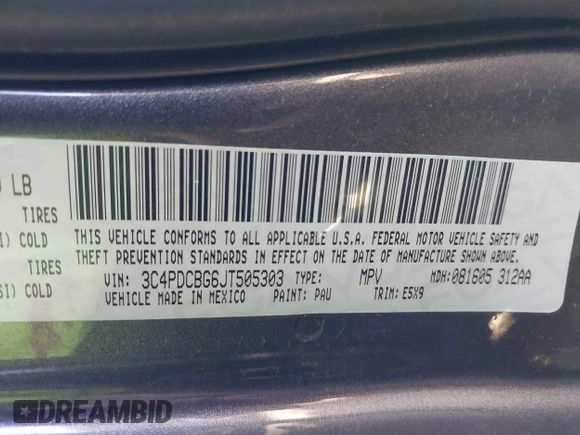 LB
TIRES
COLD
TIRES
SI) COLD
THIS VEHICLE CONFORMS TO ALL APPLICABLE U.S.A. FEDERAL MOTOR VEHICLE SAFETY AND
THEFT PREVENTION STANDARDS IN EFFECT ON THE DATE OF MANUFACTURE SHOWN ABOVE.
VIN: 3C4PDCBG6JT505303 TYPE: MPV MDH: 081605 312AA
VEHICLE MADE IN MEXICO PAINT: PAU TRIM: E5X9
DREAMBID